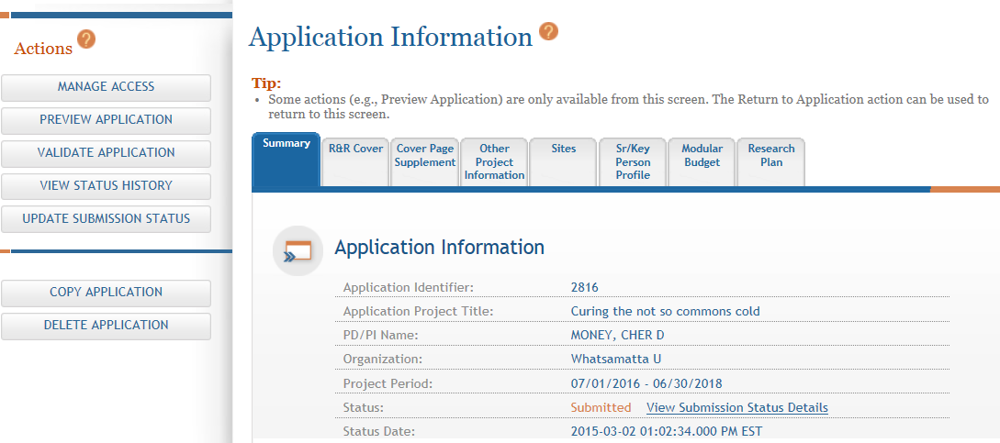 Actions ?
MANAGE ACCESS
PREVIEW APPLICATION
VALIDATE APPLICATION
VIEW STATUS HISTORY
UPDATE SUBMISSION STATUS
COPY APPLICATION
DELETE APPLICATION
Application Information ?
Tip:
• Some actions (e.g., Preview Application) are only available from this screen. The Return to Application action can be used to
return to this screen.
Summary
R&R Cover
Cover Page
Supplement
Other
Project
Information
Sites
Sr/Key
Person
Profile
Modular
Budget
Research
Plan
Application Information
Application Identifier: 2816
Application Project Title: Curing the not so commons cold
PD/PI Name: MONEY, CHER D
Organization: Whatsamatta U
Project Period: 07/01/2016 - 06/30/2018
Status: Submitted View Submission Status Details
Status Date: 2015-03-02 01:02:34.000 PM EST